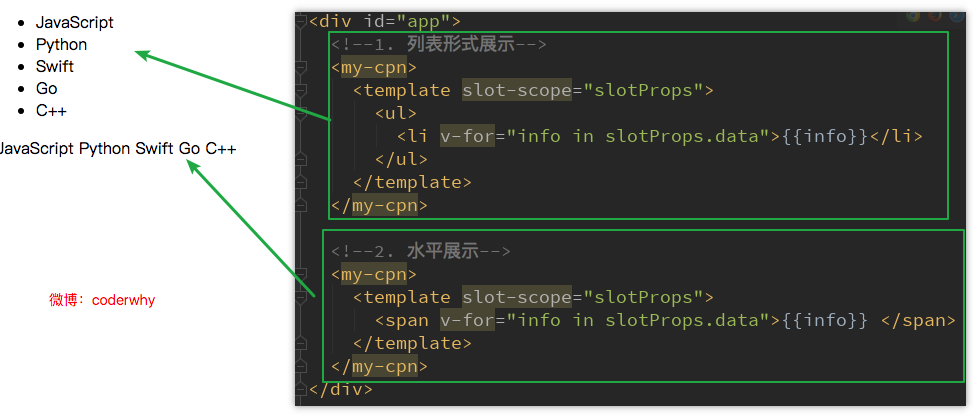 JavaScript
Python
Swift
Go
C++
JavaScript Python Swift Go C++
微博：coderwhy
<div id="app">
<!--1. 列表形式展示-->
<my-cpn>
<template slot-scope="slotProps">
<ul>
<li v-for="info in slotProps.data">{{info}}</li>
</ul>
</template>
</my-cpn>
<!--2. 水平展示-->
<my-cpn>
<template slot-scope="slotProps">
<span v-for="info in slotProps.data">{{info}} </span>
</template>
</my-cpn>
</div>